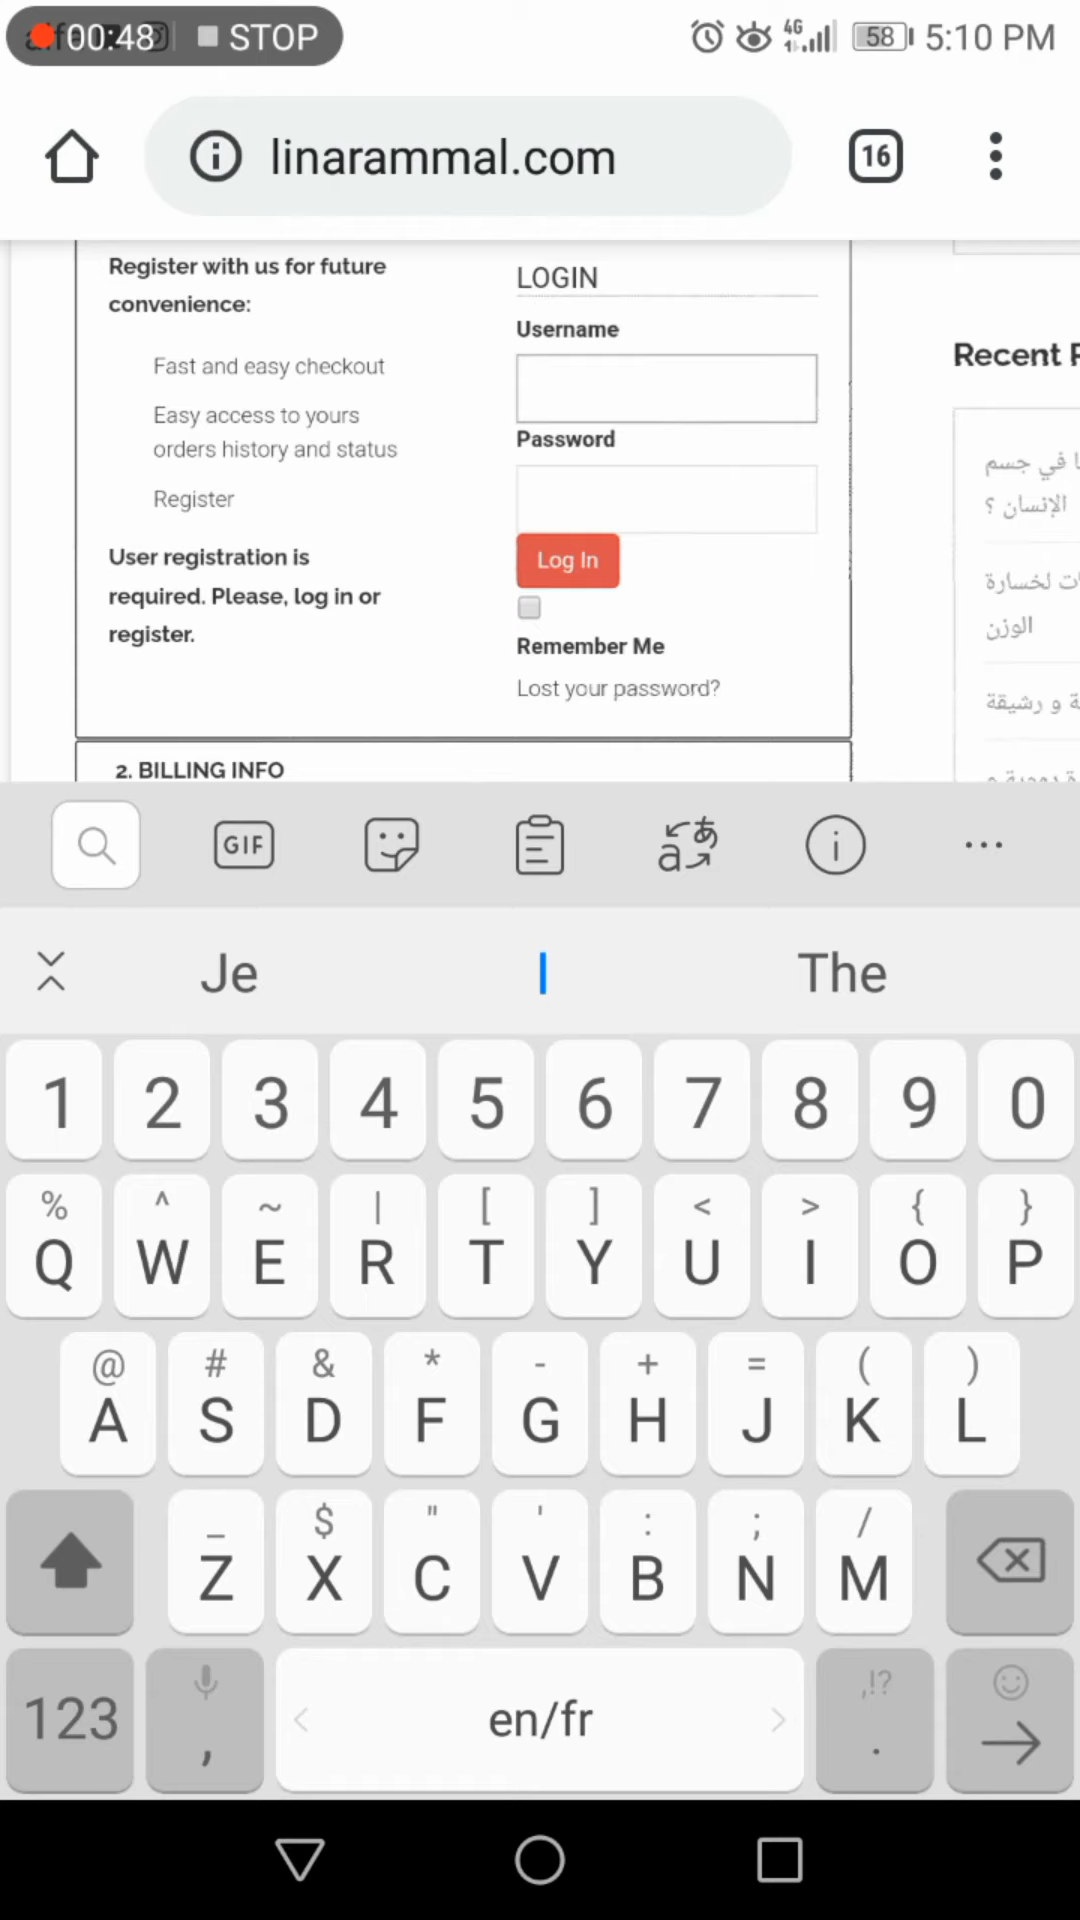 00:48 STOP 4G 58 5:10 PM
linarammal.com 16
Register with us for future
convenience:
Fast and easy checkout
Easy access to yours
orders history and status
Register
User registration is
required. Please, log in or
register.
LOGIN
Username
Password
Log In
Remember Me
Lost your password?
2. BILLING INFO
Recent
في جسم
الإنسان ؟
لخسارة
الوزن
و رشيقة
GIF
Je I The
1 2 3 4 5 6 7 8 9 0
% ^ ~ | [ ] < > { }
Q W E R T Y U I O P
@ # & * - + = ( )
A S D F G H J K L
_ $ " ' : ; /
Z X C V B N M
123 , en/fr ,!? .